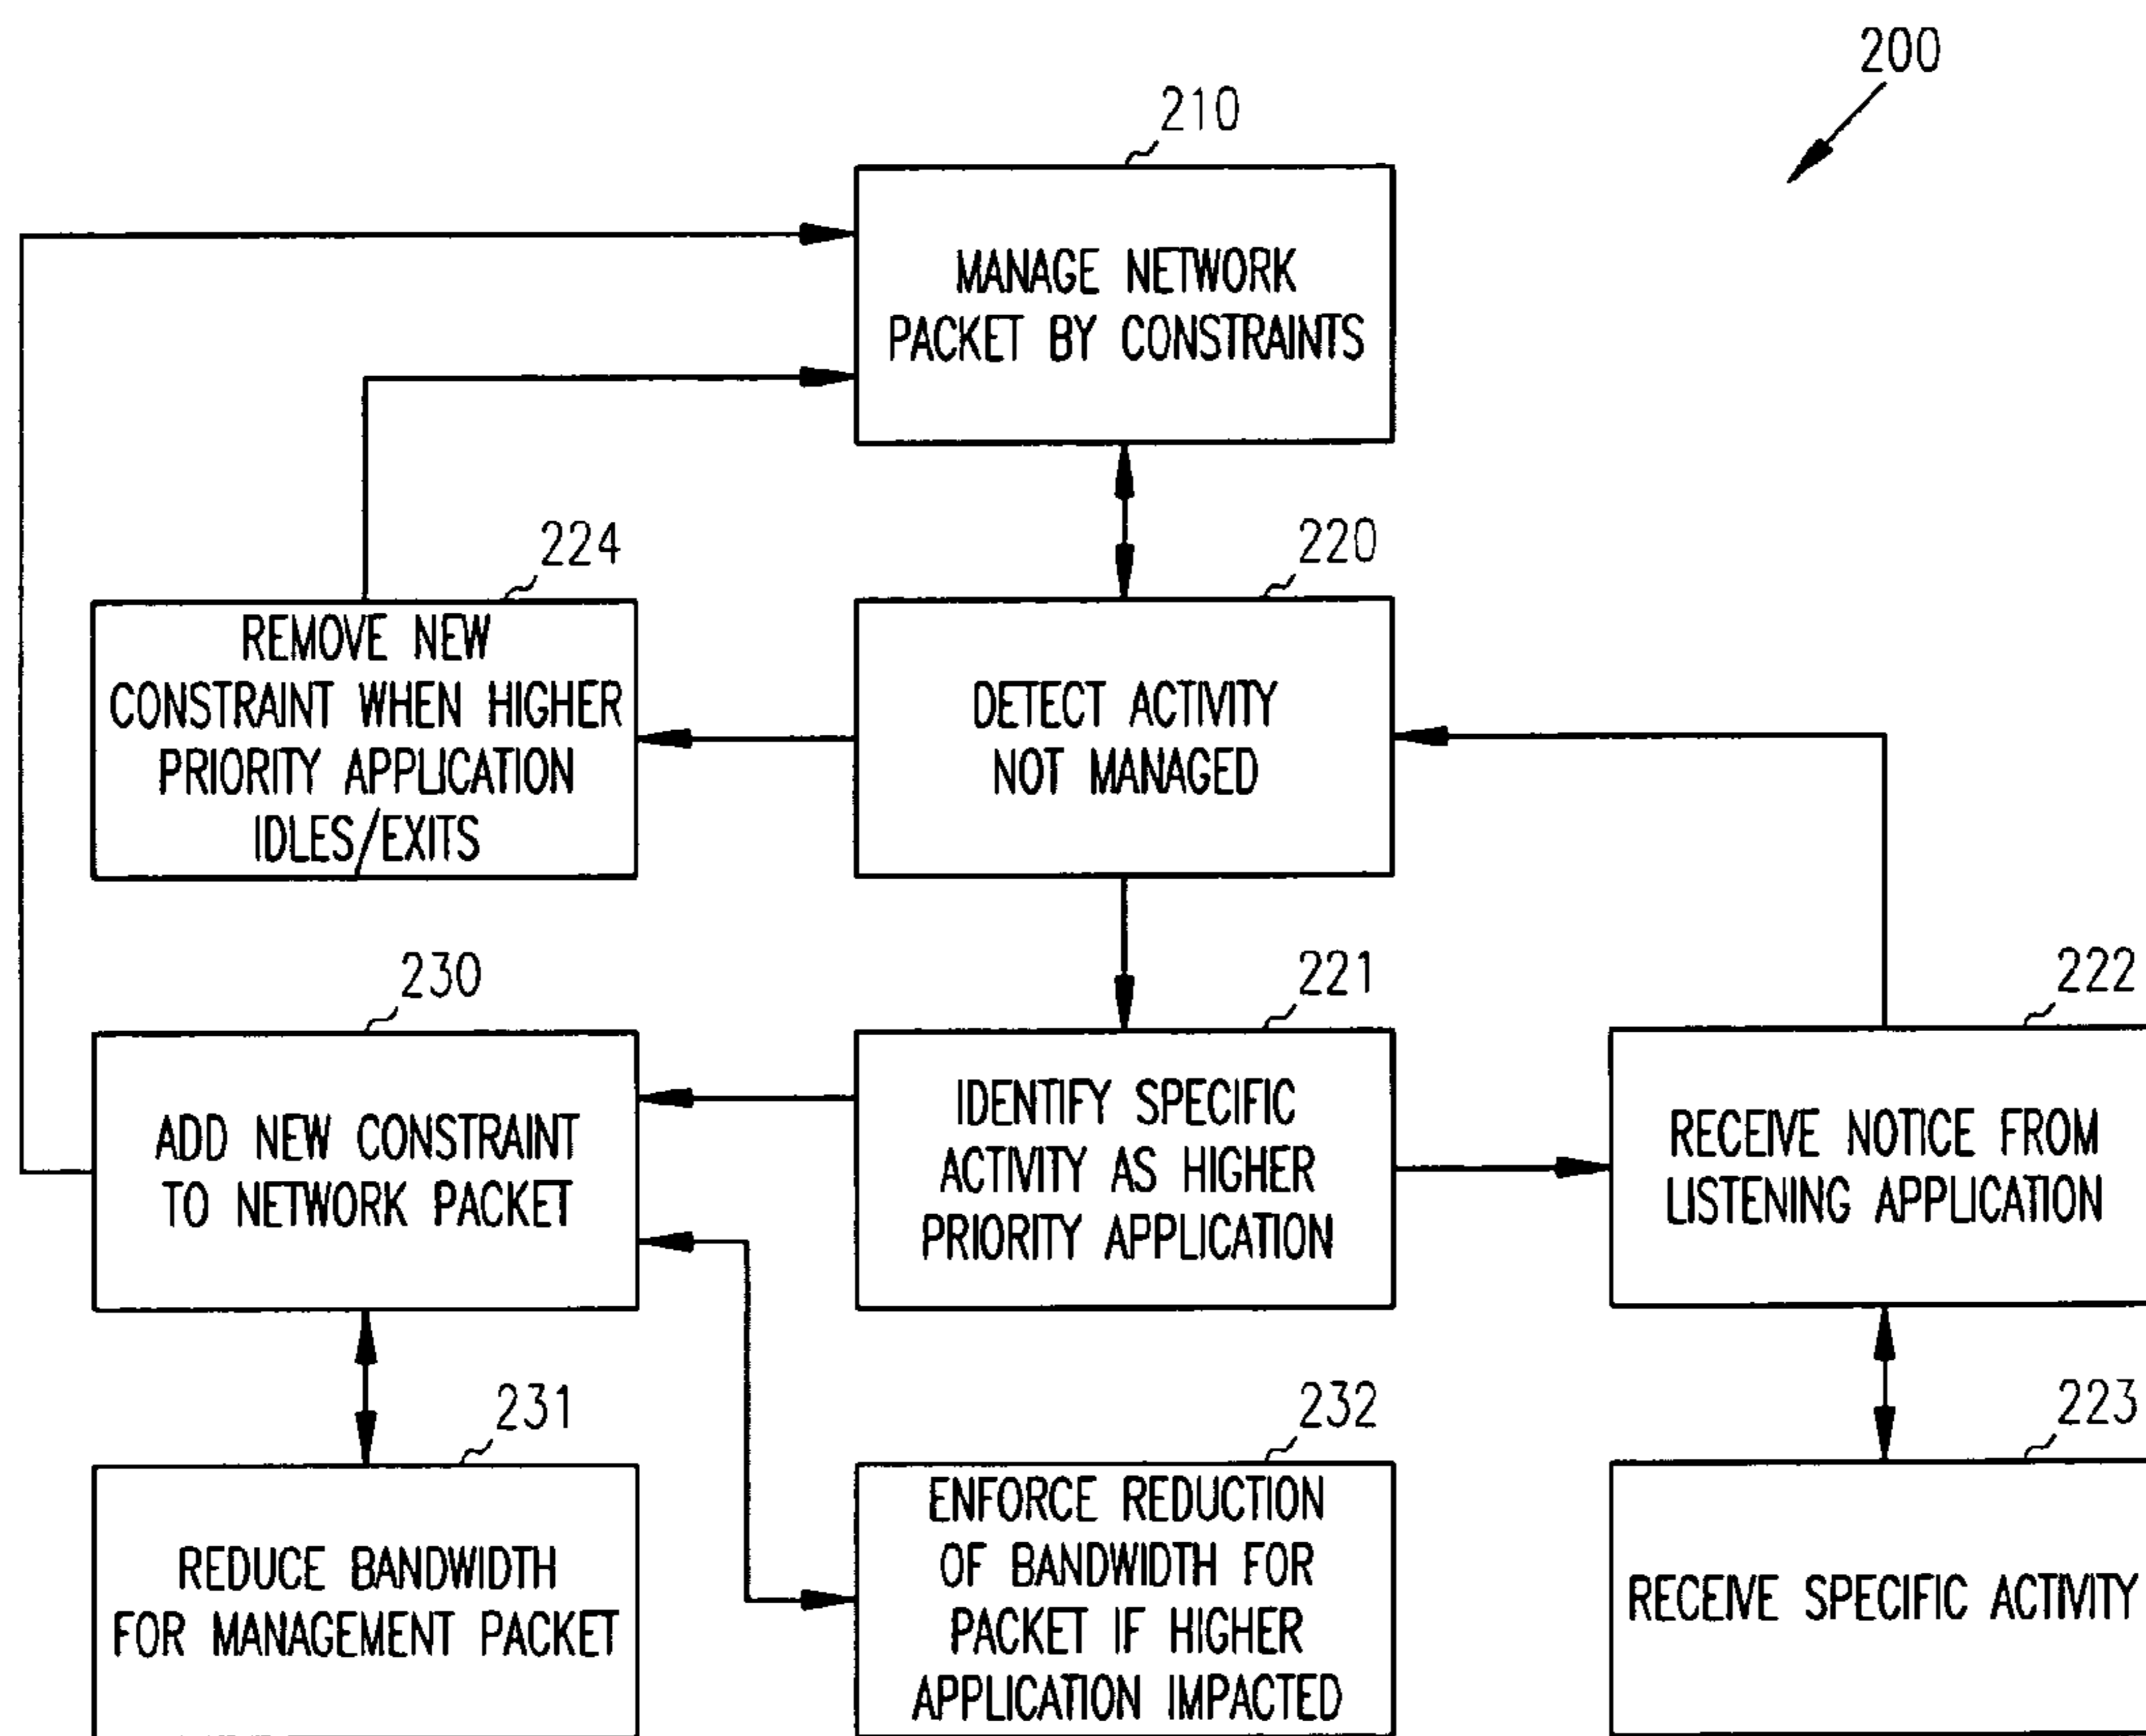 200
210
MANAGE NETWORK
PACKET BY CONSTRAINTS
224
REMOVE NEW
CONSTRAINT WHEN HIGHER
PRIORITY APPLICATION
IDLES/EXITS
220
DETECT ACTIVITY
NOT MANAGED
230
ADD NEW CONSTRAINT
TO NETWORK PACKET
221
IDENTIFY SPECIFIC
ACTIVITY AS HIGHER
PRIORITY APPLICATION
222
RECEIVE NOTICE FROM
LISTENING APPLICATION
231
REDUCE BANDWIDTH
FOR MANAGEMENT PACKET
232
ENFORCE REDUCTION
OF BANDWIDTH FOR
PACKET IF HIGHER
APPLICATION IMPACTED
223
RECEIVE SPECIFIC ACTIVITY